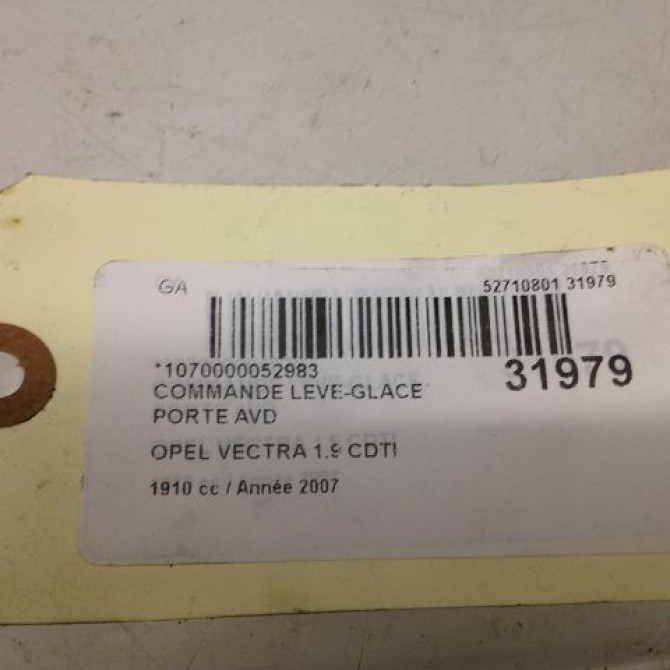 GA 52710801 31979
*1070000052983 31979
COMMANDE LEVE-GLACE
PORTE AVD
OPEL VECTRA 1.9 CDTI
1910 cc / Année 2007